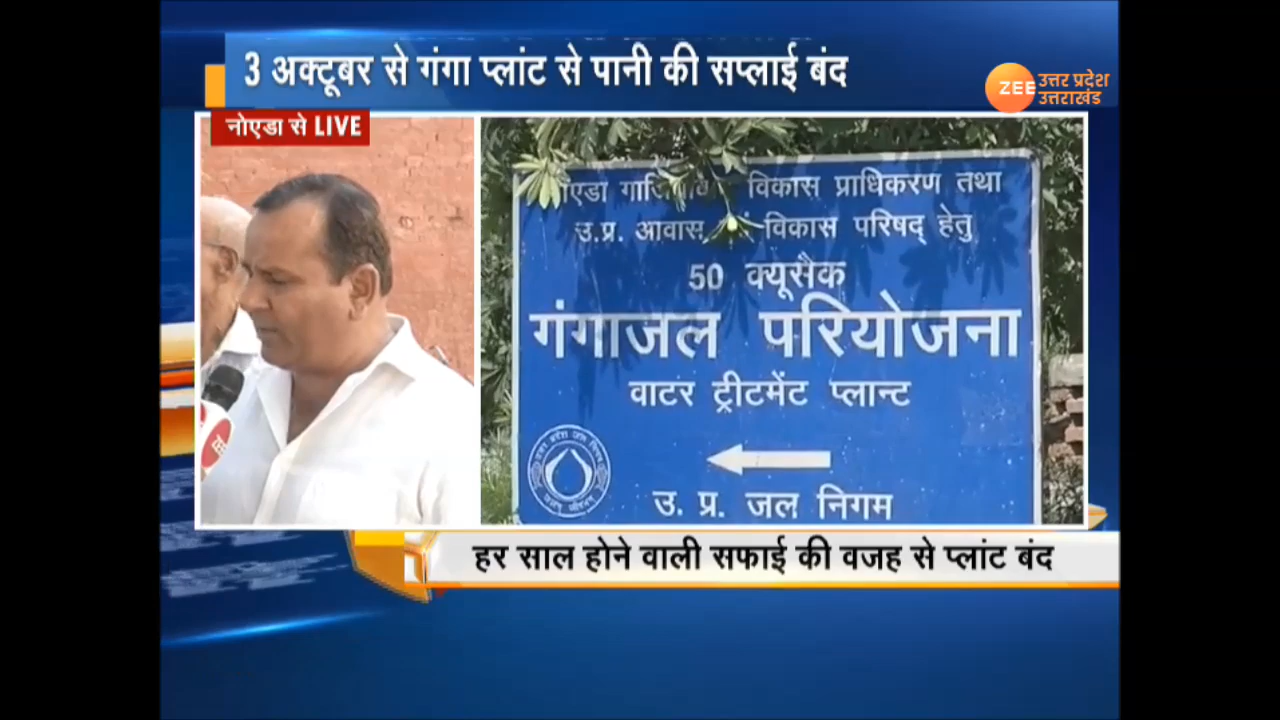 3 अक्टूबर से गंगा प्लांट से पानी की सप्लाई बंद
ZEE उत्तर प्रदेश
उत्तराखंड
नोएडा से LIVE
विकास प्राधिकरण तथा
उ.प्र. आवास विकास परिषद् हेतु
50 क्यूसैक
गंगाजल परियोजना
वाटर ट्रीटमेंट प्लान्ट
उ. प्र. जल निगम
हर साल होने वाली सफाई की वजह से प्लांट बंद